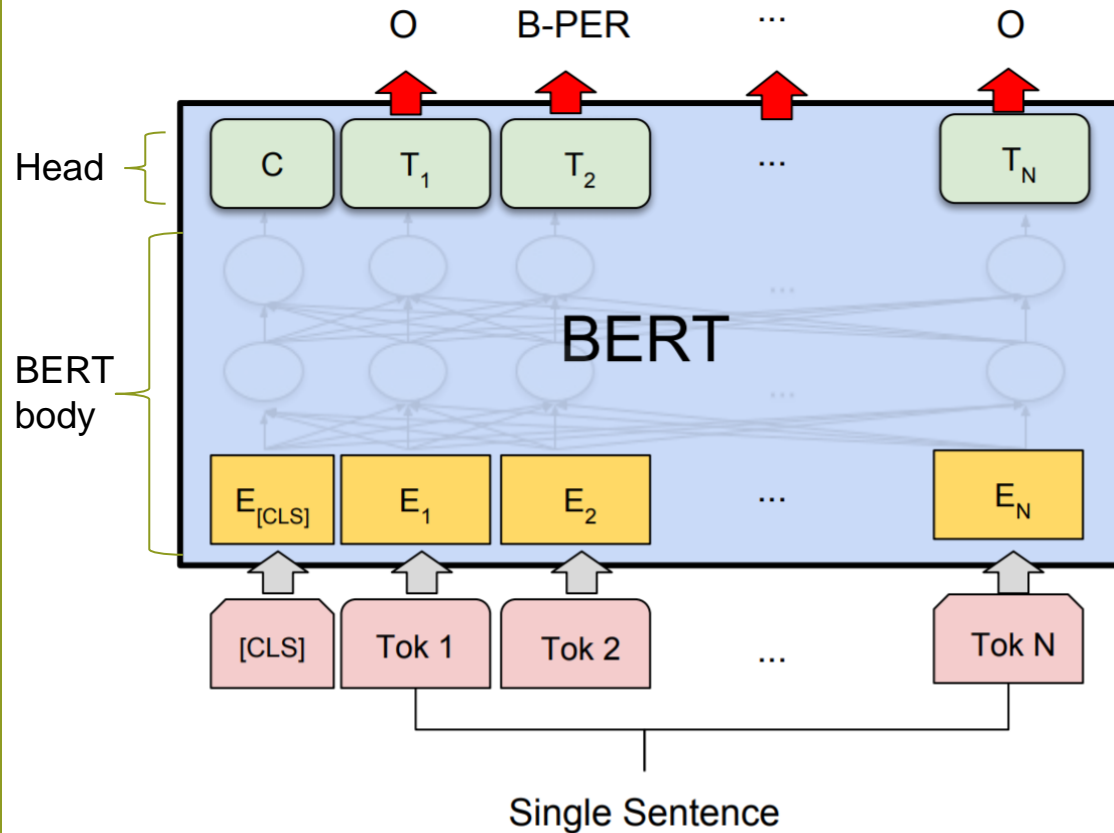 O B-PER ... O
Head
C T1 T2 ... TN
...
BERT
BERT
body
...
E[CLS] E1 E2 ... EN
[CLS] Tok 1 Tok 2 ... Tok N
Single Sentence